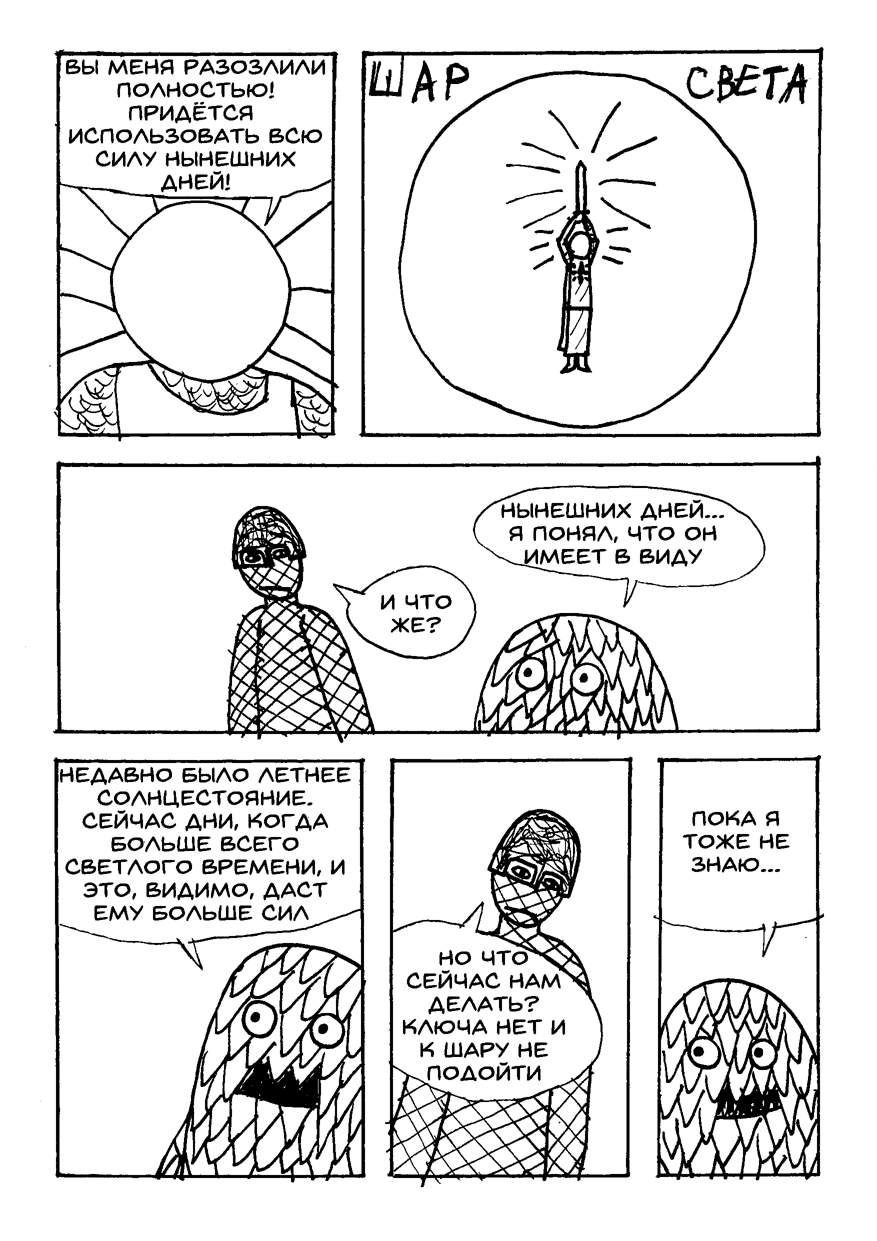 ВЫ МЕНЯ РАЗОЗЛИЛИ
ПОЛНОСТЬЮ!
ПРИДЁТСЯ
ИСПОЛЬЗОВАТЬ ВСЮ
СИЛУ НЫНЕШНИХ
ДНЕЙ!
ШАР СВЕТА
НЫНЕШНИХ ДНЕЙ...
Я ПОНЯЛ, ЧТО ОН
ИМЕЕТ В ВИДУ
И ЧТО
ЖЕ?
НЕДАВНО БЫЛО ЛЕТНЕЕ
СОЛНЦЕСТОЯНИЕ.
СЕЙЧАС ДНИ, КОГДА
БОЛЬШЕ ВСЕГО
СВЕТЛОГО ВРЕМЕНИ, И
ЭТО, ВИДИМО, ДАСТ
ЕМУ БОЛЬШЕ СИЛ
НО ЧТО
СЕЙЧАС НАМ
ДЕЛАТЬ?
КЛЮЧА НЕТ И
К ШАРУ НЕ
ПОДОЙТИ
ПОКА Я
ТОЖЕ НЕ
ЗНАЮ...